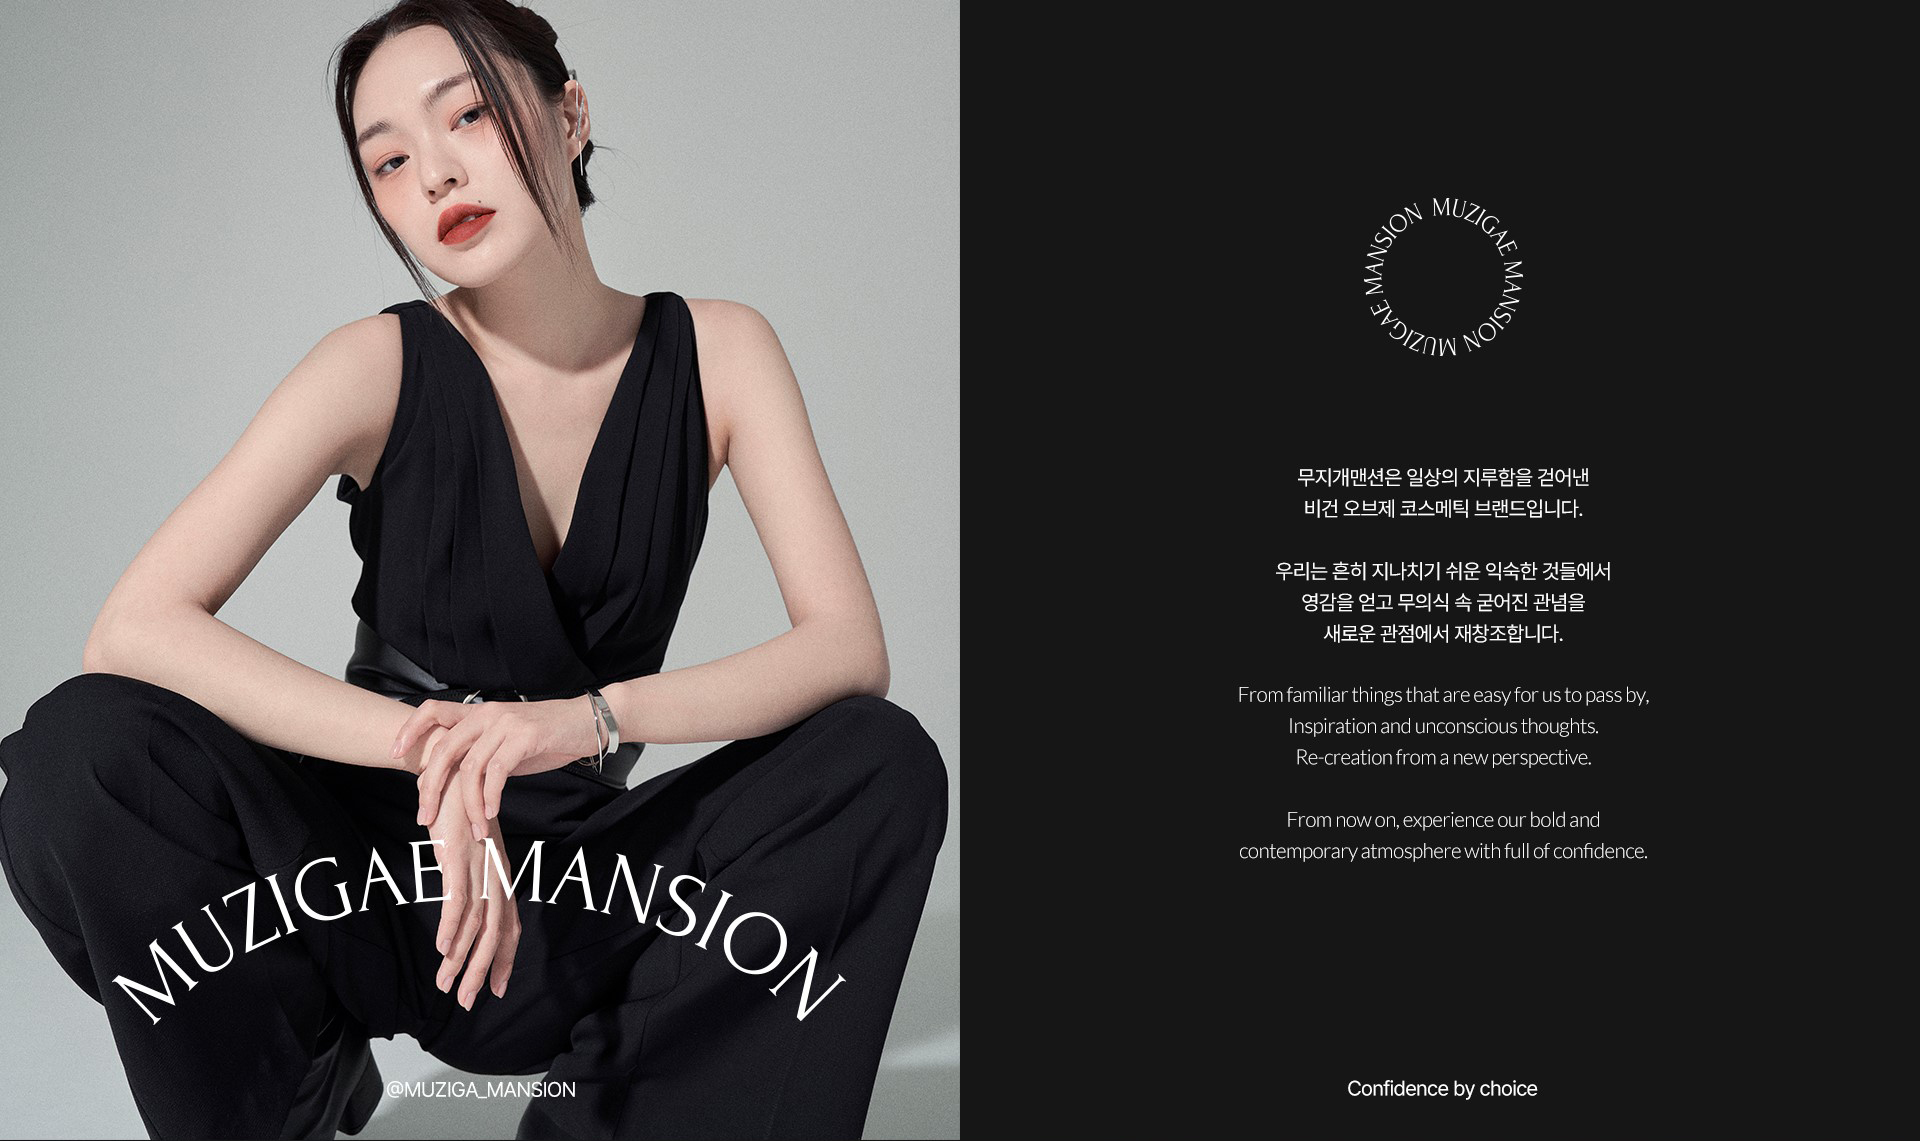 MUZIGAE MANSION
@MUZIGA_MANSION
MUZIGAE MANSION MUZIGAE MANSION
무지개맨션은 일상의 지루함을 걷어낸
비건 오브제 코스메틱 브랜드입니다.
우리는 흔히 지나치기 쉬운 익숙한 것들에서
영감을 얻고 무의식 속 굳어진 관념을
새로운 관점에서 재창조합니다.
From familiar things that are easy for us to pass by,
Inspiration and unconscious thoughts.
Re-creation from a new perspective.
From now on, experience our bold and
contemporary atmosphere with full of confidence.
Confidence by choice